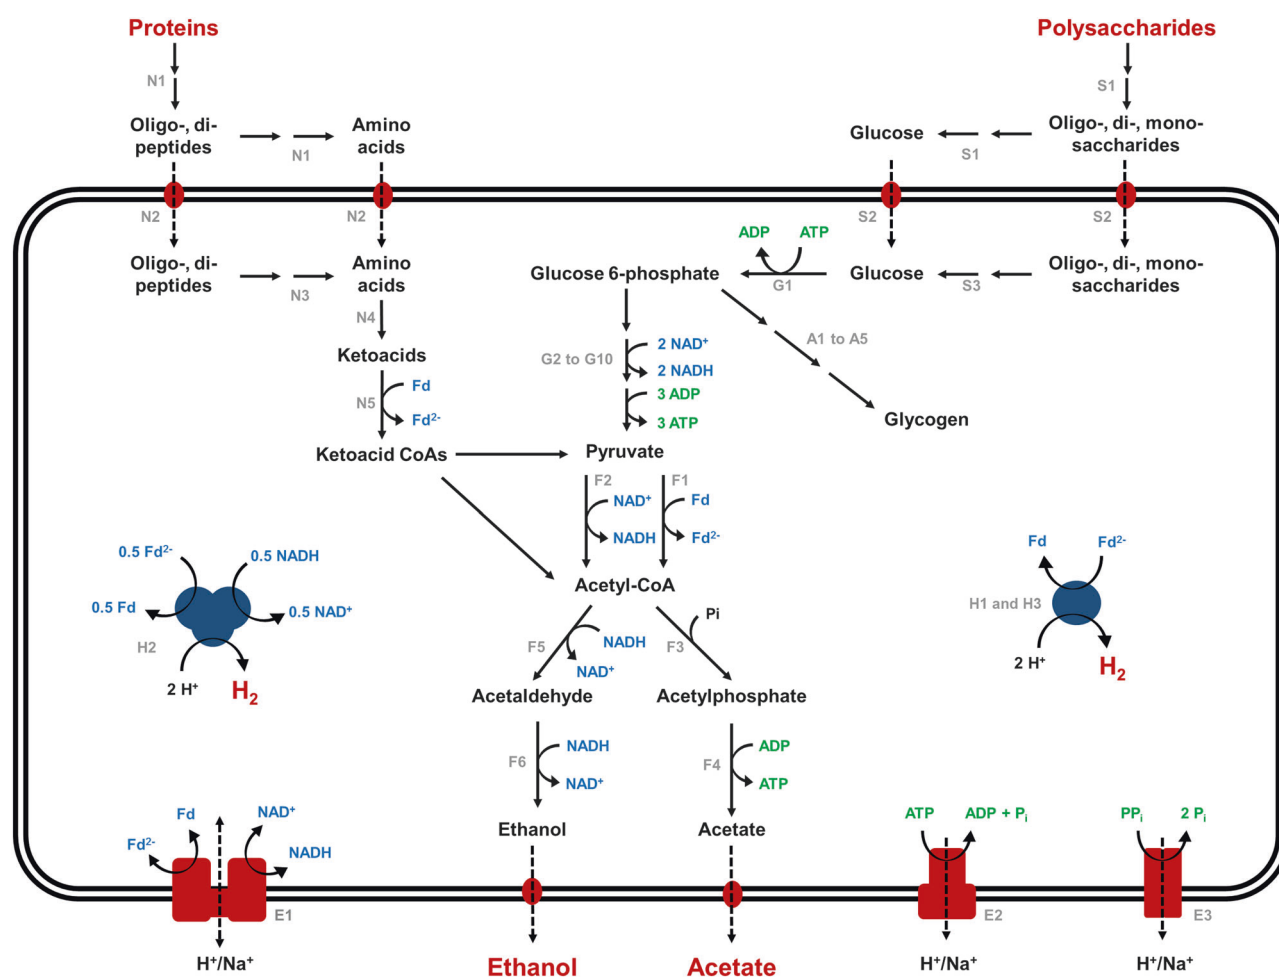 Proteins
Polysaccharides
N1
S1
Oligo-, di-
peptides
N1
Amino
acids
Glucose
S1
Oligo-, di-, mono-
saccharides
N2
N2
S2
S2
ADP
ATP
Oligo-, di-
peptides
N3
Amino
acids
Glucose 6-phosphate
G1
Glucose
S3
Oligo-, di-, mono-
saccharides
N4
Ketoacids
G2 to G10
2 NAD⁺
2 NADH
A1 to A5
N5
Fd
Fd²⁻
3 ADP
3 ATP
Glycogen
Ketoacid CoAs
Pyruvate
F2
F1
NAD⁺
NADH
Fd
Fd²⁻
0.5 Fd²⁻
0.5 NADH
0.5 Fd
0.5 NAD⁺
H2
2 H⁺
H₂
Fd
Fd²⁻
H1 and H3
2 H⁺
H₂
Acetyl-CoA
F5
NADH
NAD⁺
Pi
F3
Acetaldehyde
Acetylphosphate
F6
NADH
NAD⁺
F4
ADP
ATP
Ethanol
Acetate
Fd
Fd²⁻
NAD⁺
NADH
E1
ATP
ADP + Pᵢ
E2
PPᵢ
2 Pᵢ
E3
H⁺/Na⁺
Ethanol
Acetate
H⁺/Na⁺
H⁺/Na⁺